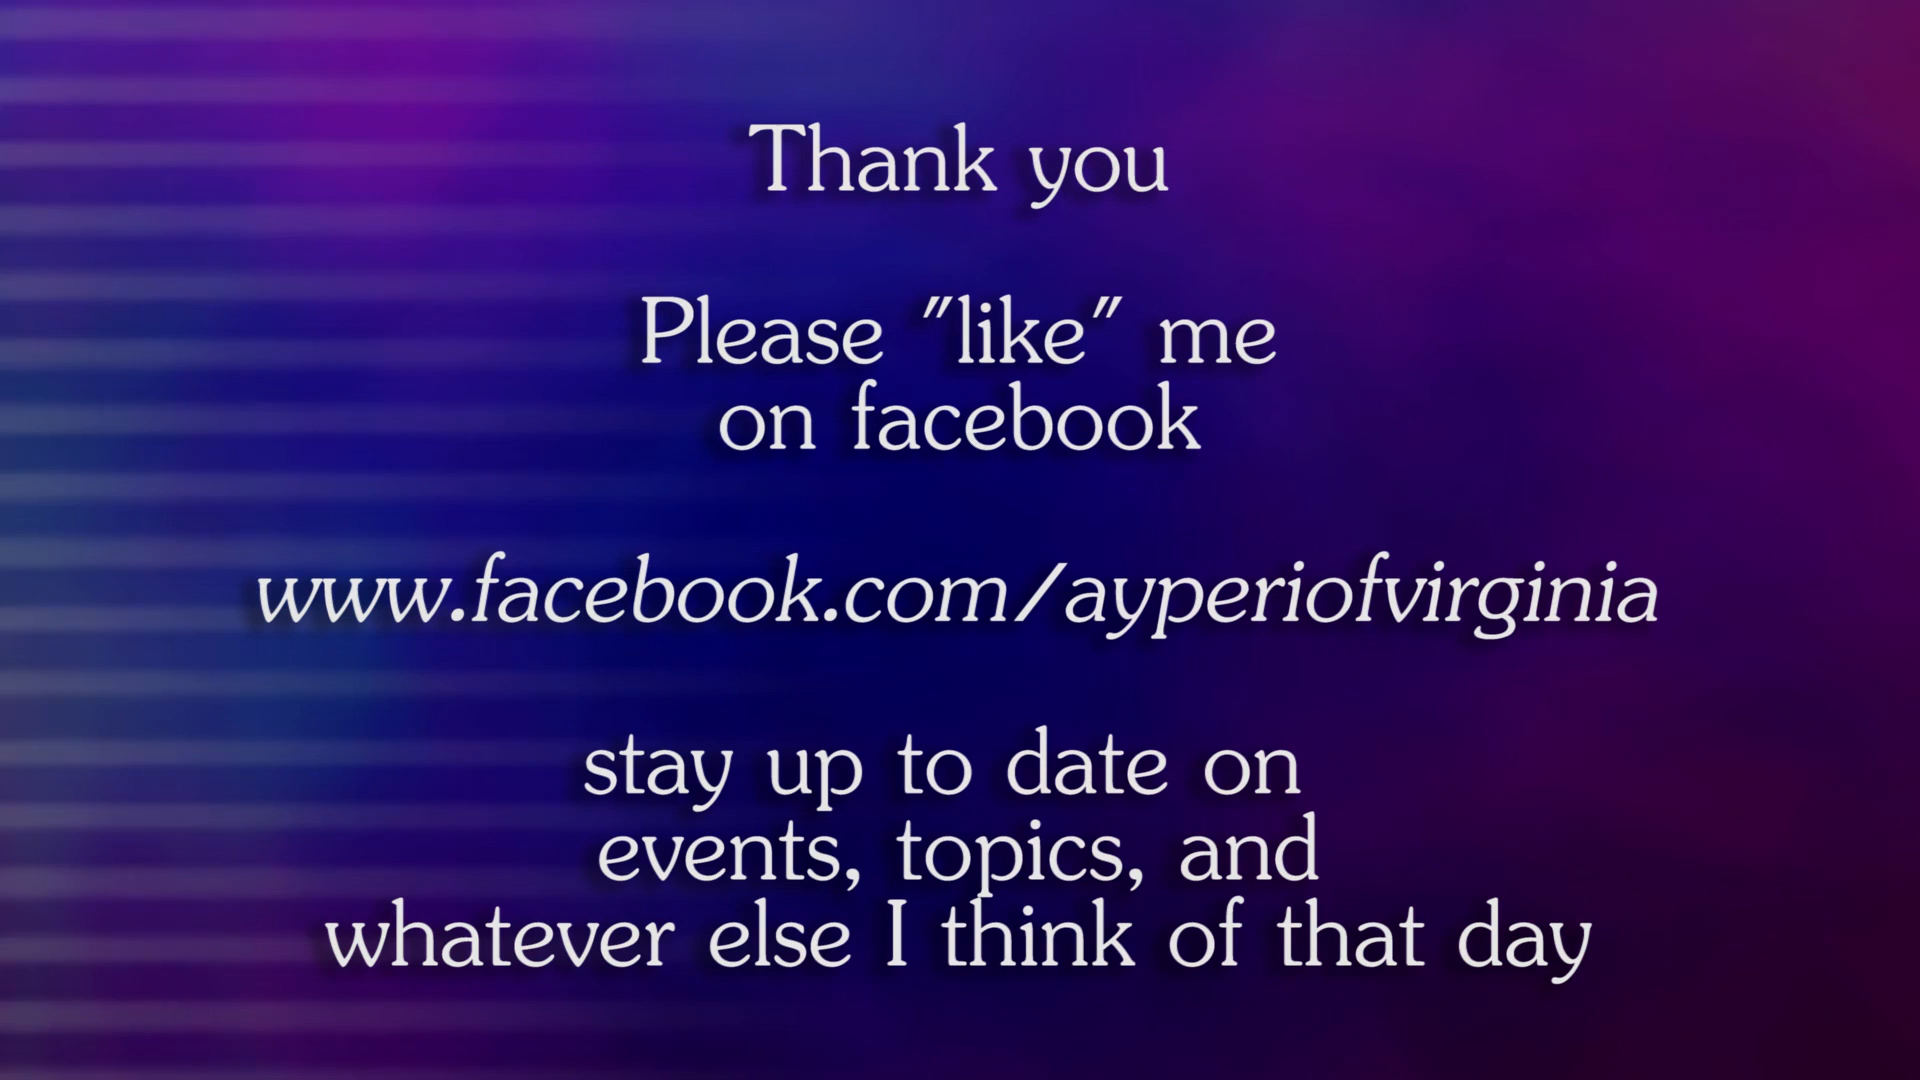 Thank you
Please "like" me
on facebook
www.facebook.com/ayperiofvirginia
stay up to date on
events, topics, and
whatever else I think of that day